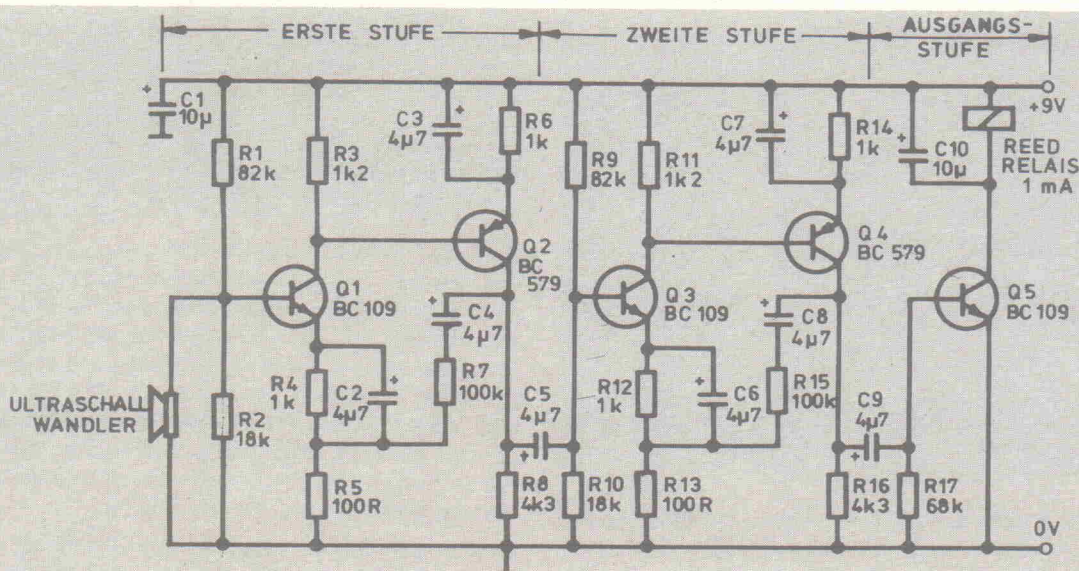 ERSTE STUFE
ZWEITE STUFE
AUSGANGS-
STUFE
+
C1
10µ
R1
82k
R3
1k2
C3
4µ7
+
R6
1k
R9
82k
R11
1k2
C7
4µ7
+
R14
1k
+
C10
10µ
+9V
REED
RELAIS
1 mA
Q1
BC 109
Q2
BC
579
Q3
BC 109
Q4
BC 579
Q5
BC 109
+
C4
4µ7
R7
100k
+
C8
4µ7
R15
100k
ULTRASCHALL
WANDLER
R2
18k
R4
1k
C2
4µ7
+
C5
4µ7
+
R12
1k
C6
4µ7
+
C9
4µ7
+
R5
100R
R8
4k3
R10
18k
R13
100R
R16
4k3
R17
68k
0V